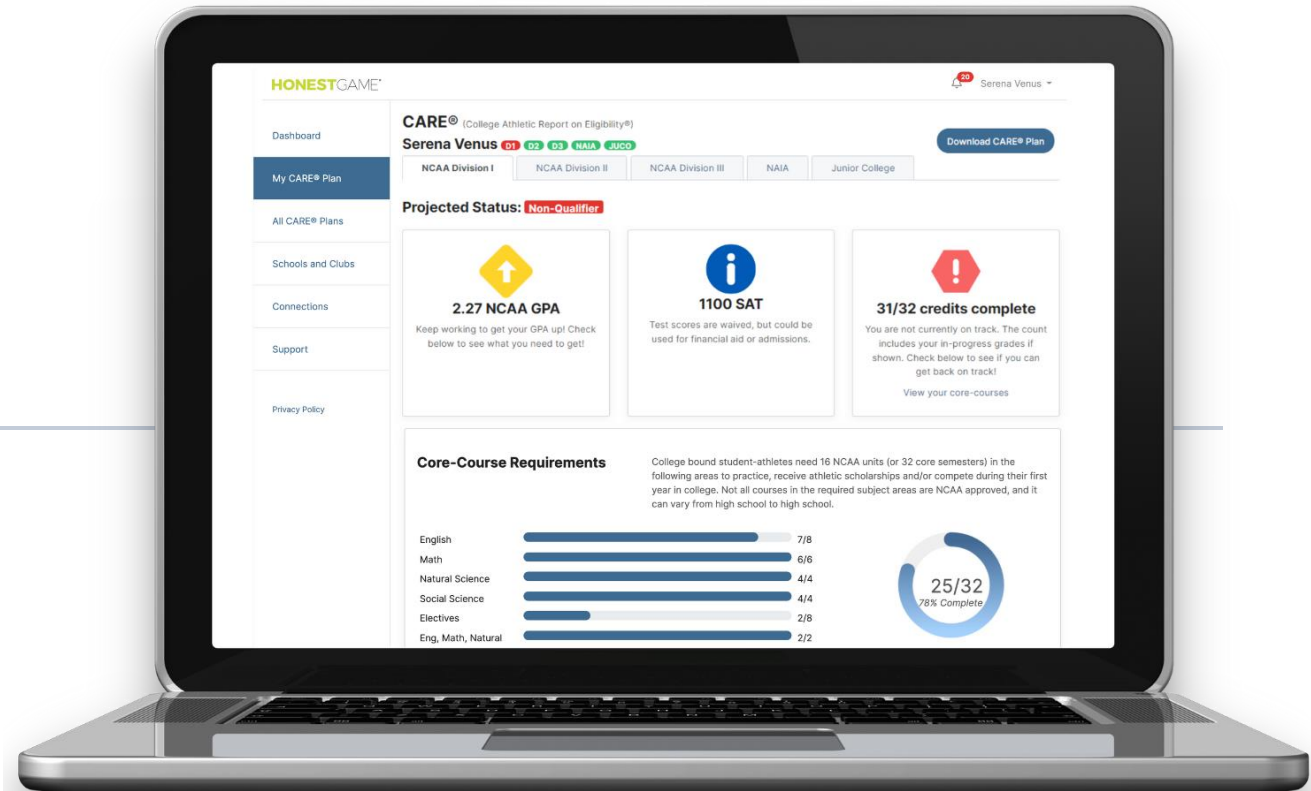 HONESTGAME
20
Serena Venus
Dashboard
My CARE® Plan
All CARE® Plans
Schools and Clubs
Connections
Support
Privacy Policy
CARE® (College Athletic Report on Eligibility®)
Serena Venus D1 D2 D3 NAIA JUCO
Download CARE® Plan
NCAA Division I
NCAA Division II
NCAA Division III
NAIA
Junior College
Projected Status: Non-Qualifier
2.27 NCAA GPA
Keep working to get your GPA up! Check
below to see what you need to get!
1100 SAT
Test scores are waived, but could be
used for financial aid or admissions.
31/32 credits complete
You are not currently on track. The count
includes your in-progress grades if
shown. Check below to see if you can
get back on track!
View your core-courses
Core-Course Requirements
College bound student-athletes need 16 NCAA units (or 32 core semesters) in the
following areas to practice, receive athletic scholarships and/or compete during their first
year in college. Not all courses in the required subject areas are NCAA approved, and it
can vary from high school to high school.
English 7/8
Math 6/6
Natural Science 4/4
Social Science 4/4
Electives 2/8
Eng, Math, Natural 2/2
25/32
78% Complete